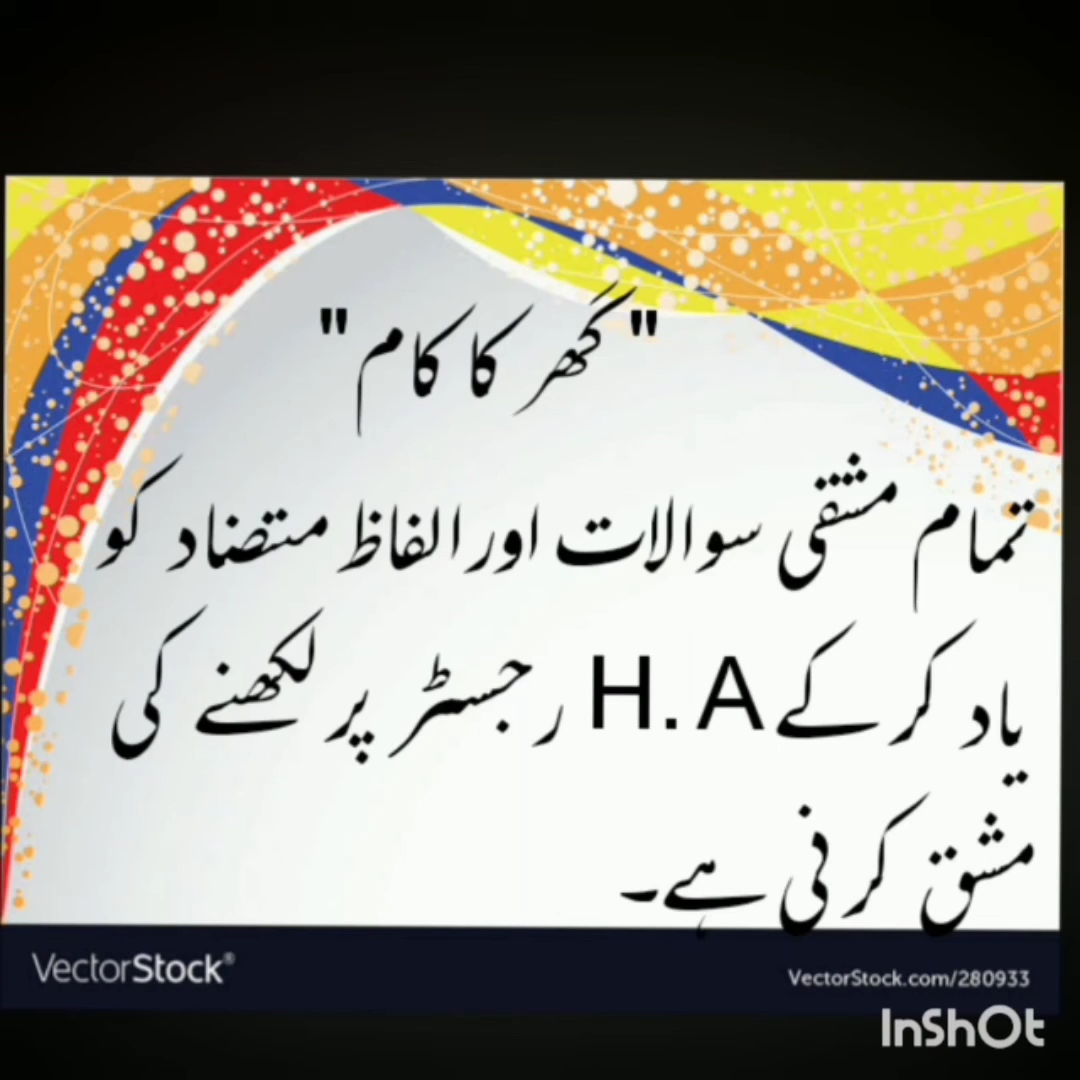 "گھر کا کام"
تمام مشقی سوالات اور الفاظ متضاد کو
یاد کر کے H.A رجسٹر پر لکھنے کی
مشق کرنی ہے۔
VectorStock®
VectorStock.com/280933
InShOt